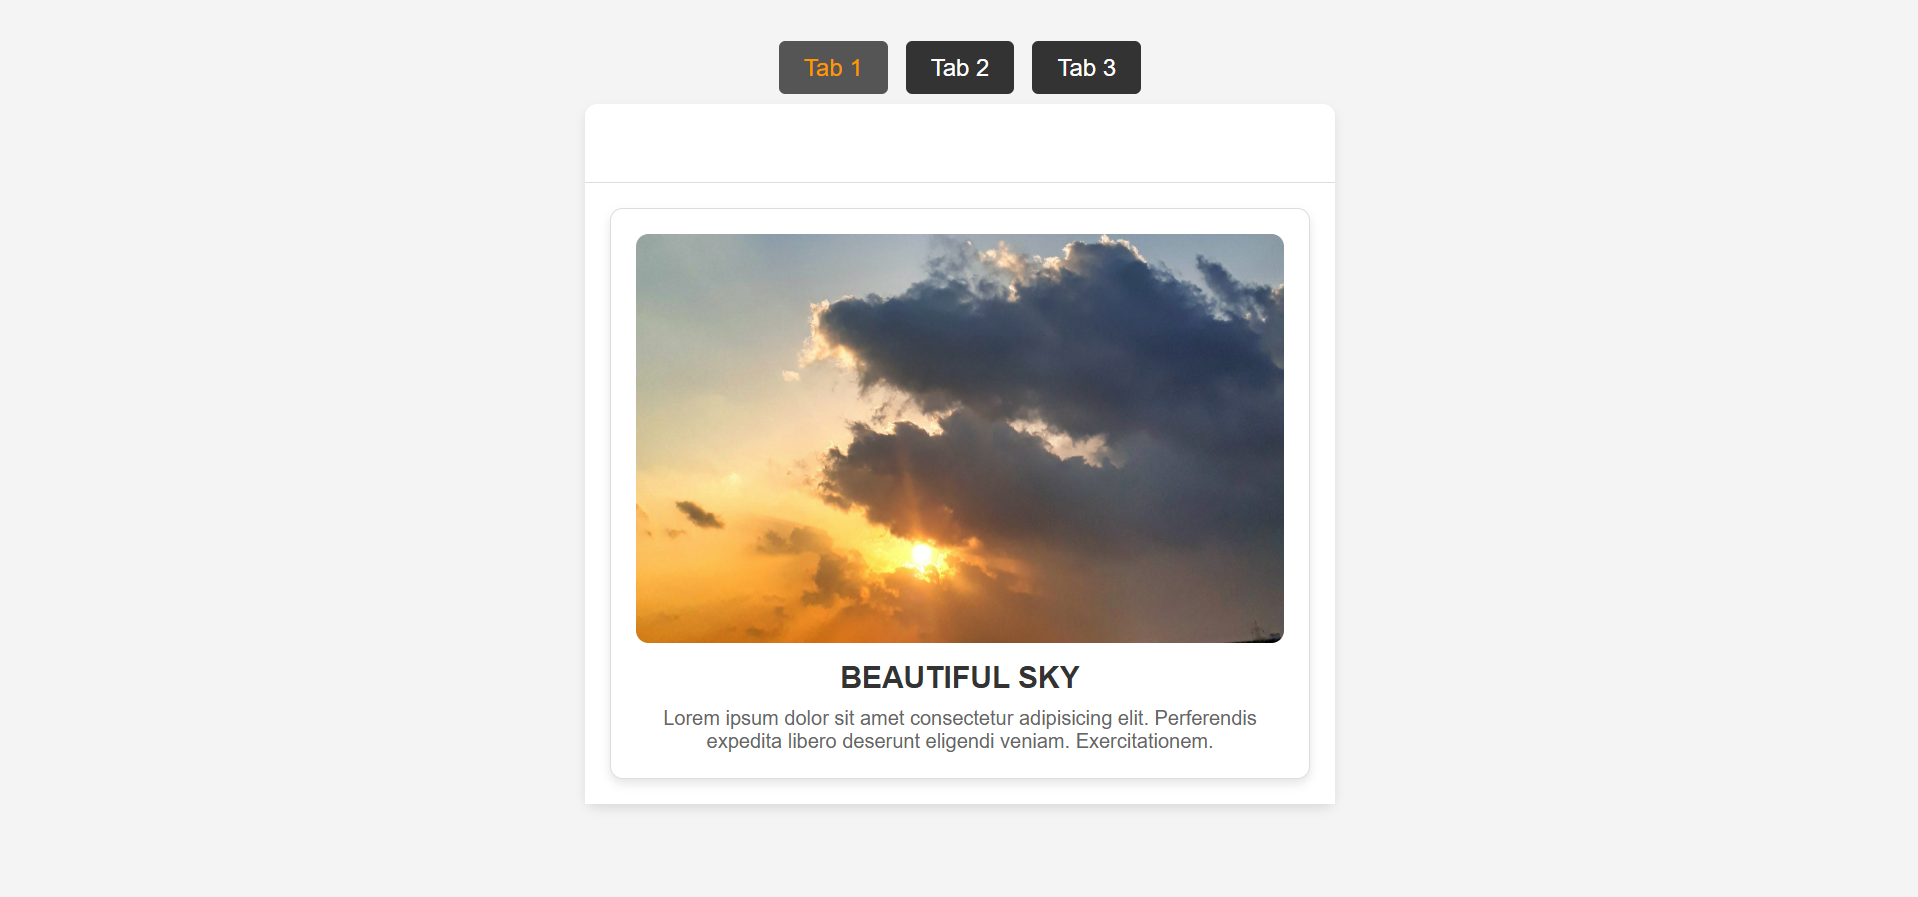 Tab 1 Tab 2 Tab 3
BEAUTIFUL SKY
Lorem ipsum dolor sit amet consectetur adipisicing elit. Perferendis
expedita libero deserunt eligendi veniam. Exercitationem.